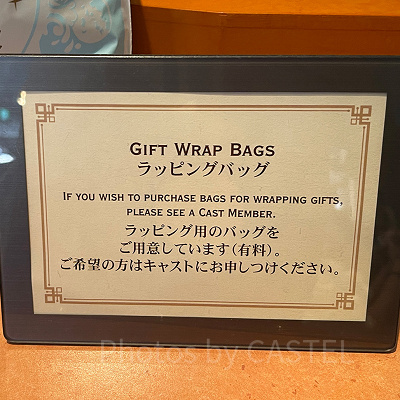 GIFT WRAP BAGS
ラッピングバッグ
IF YOU WISH TO PURCHASE BAGS FOR WRAPPING GIFTS,
PLEASE SEE A CAST MEMBER.
ラッピング用のバッグを
ご用意しています(有料)。
ご希望の方はキャストにお申しつけください。
Photos by CASTEL